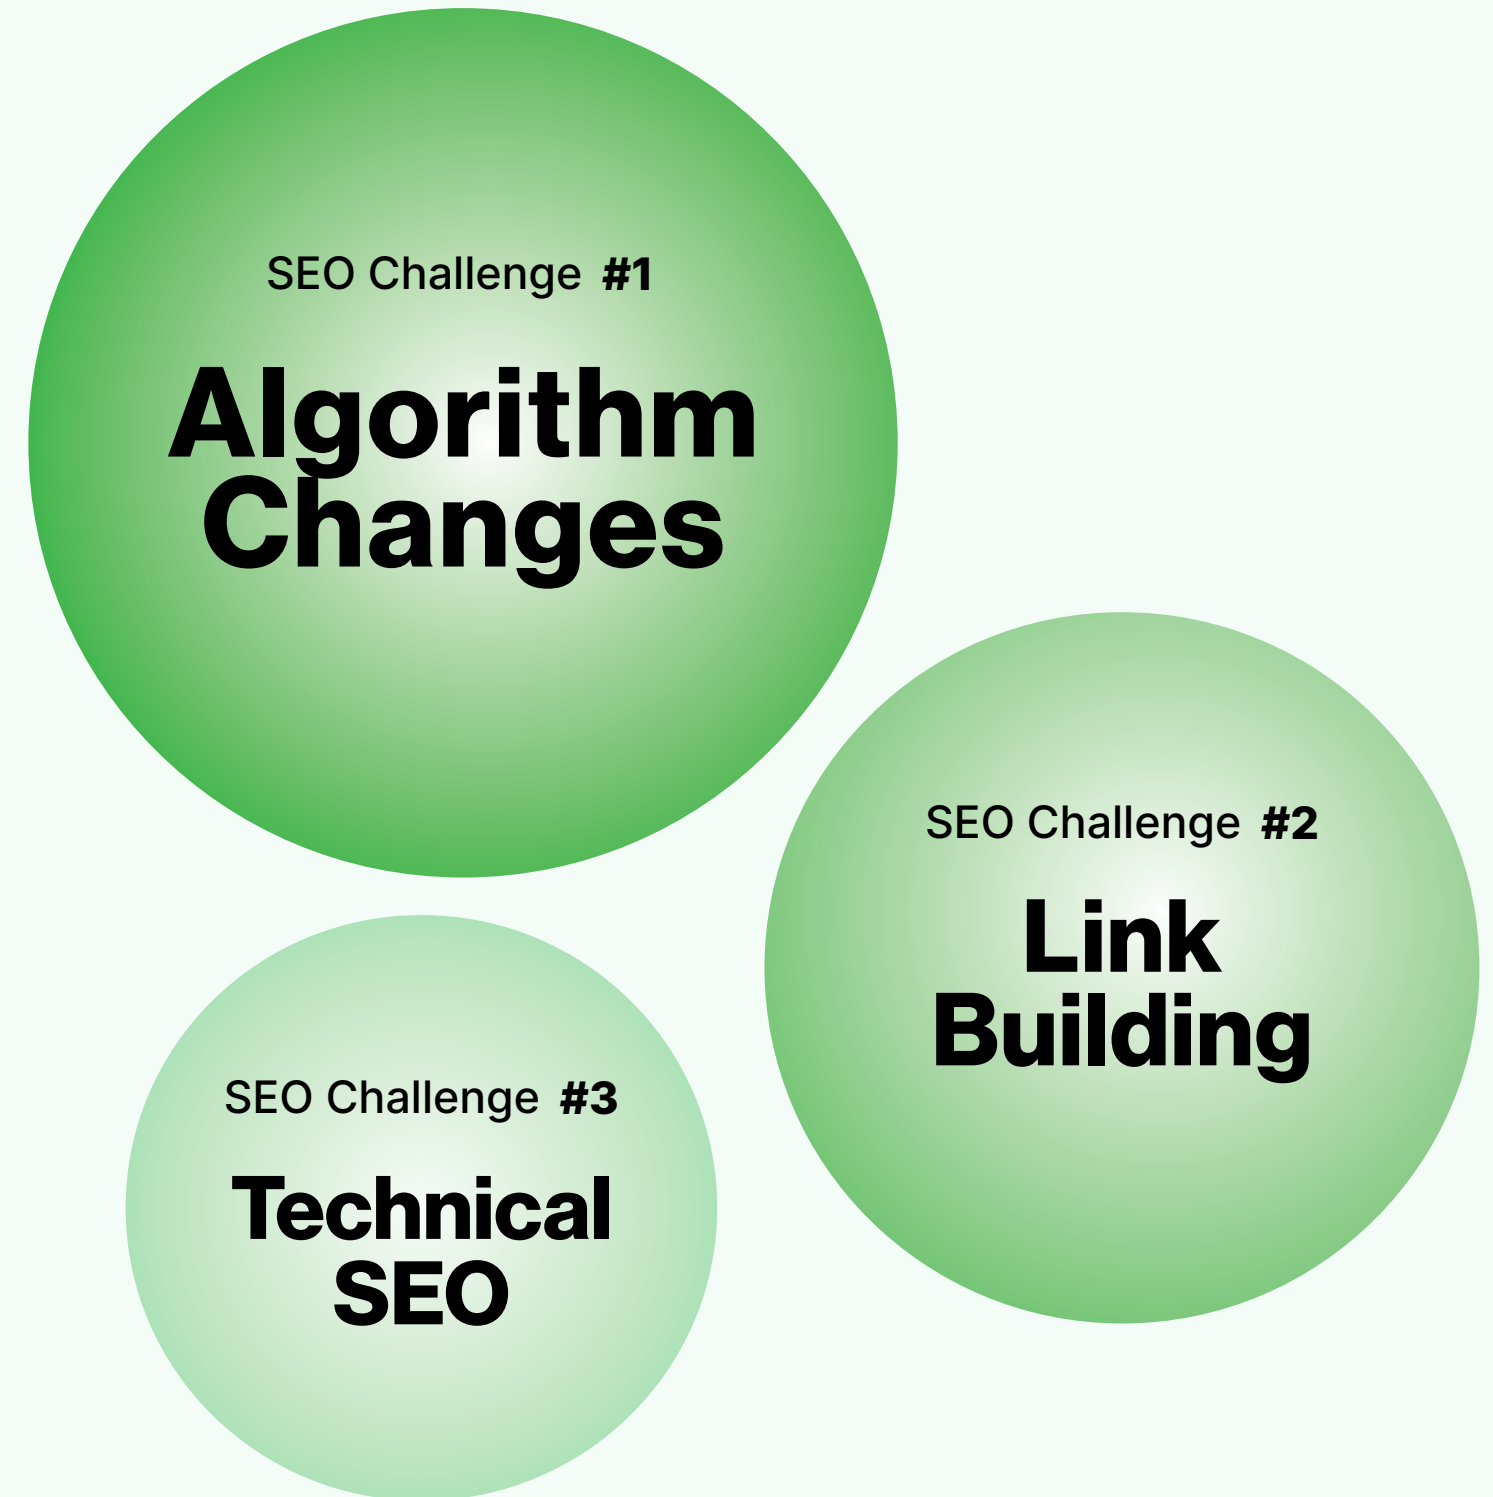 SEO Challenge #1
Algorithm
Changes
SEO Challenge #2
Link
Building
SEO Challenge #3
Technical
SEO